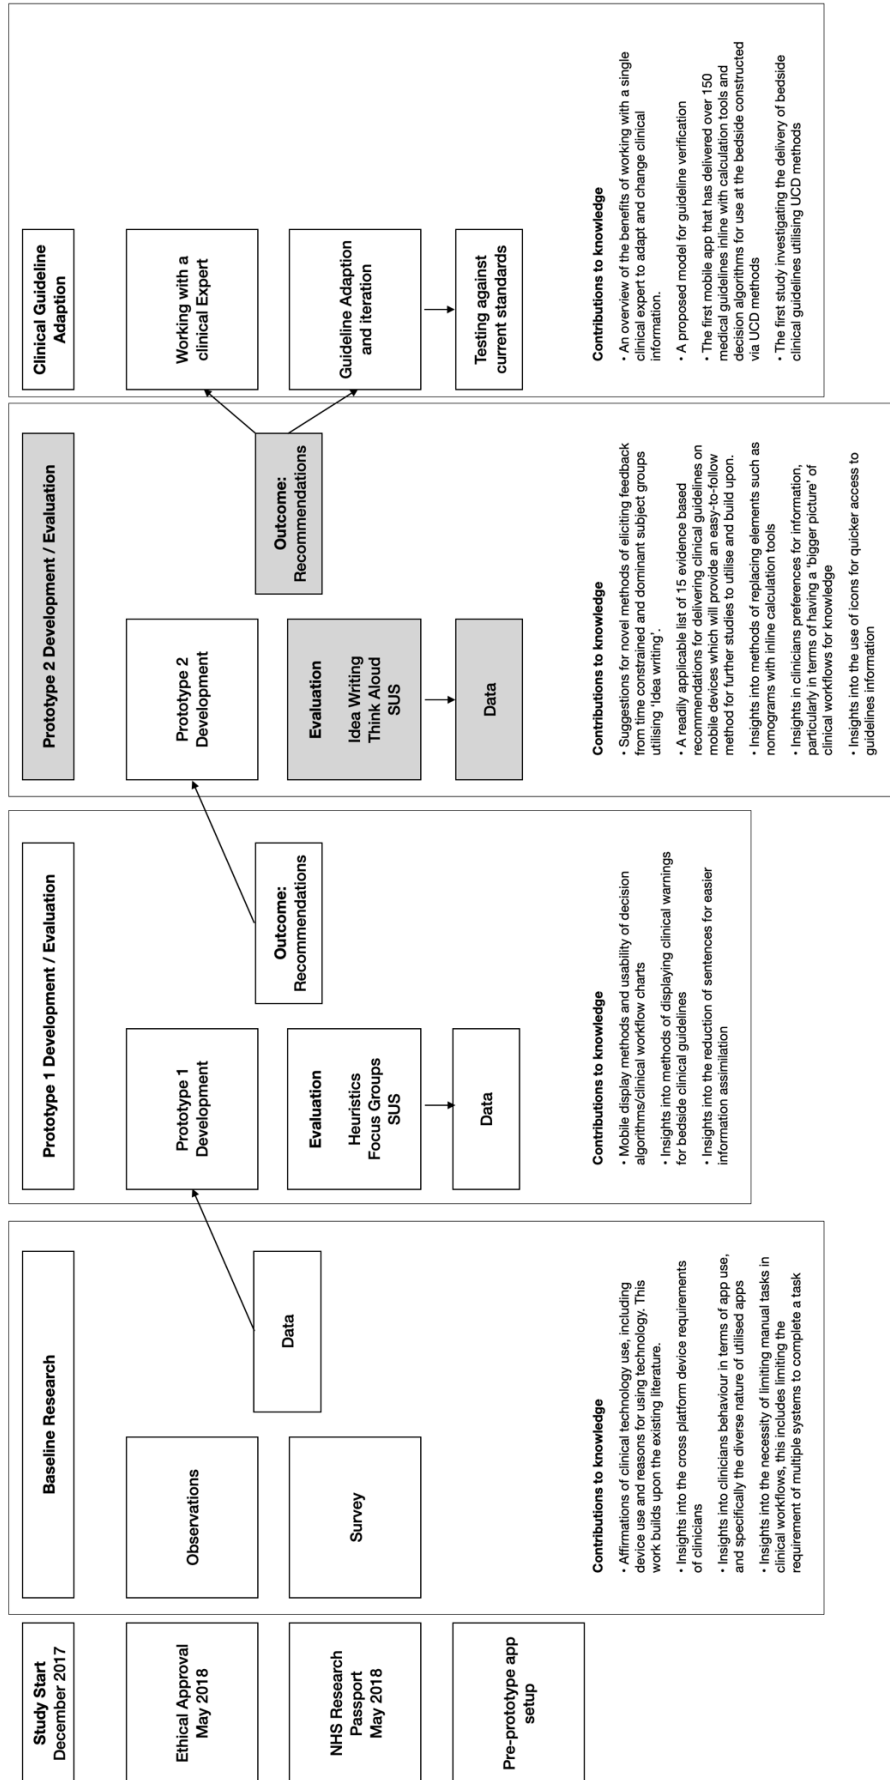 Study Start
December 2017
Ethical Approval
May 2018
NHS Research
Passport
May 2018
Pre-prototype app
setup
Baseline Research
Observations
Survey
Data
Contributions to knowledge
• Affirmations of clinical technology use, including
device use and reasons for using technology. This
work builds upon the existing literature.
• Insights into the cross platform device requirements
of clinicians
• Insights into clinicians behaviour in terms of app use,
and specifically the diverse nature of utilised apps
• Insights into the necessity of limiting manual tasks in
clinical workflows, this includes limiting the
requirement of multiple systems to complete a task
Prototype 1 Development / Evaluation
Prototype 1
Development
Evaluation
Heuristics
Focus Groups
SUS
Data
Outcome:
Recommendations
Contributions to knowledge
• Mobile display methods and usability of decision
algorithms/clinical workflow charts
• Insights into methods of displaying clinical warnings
for bedside clinical guidelines
• Insights into the reduction of sentences for easier
information assimilation
Prototype 2 Development / Evaluation
Prototype 2
Development
Evaluation
Idea Writing
Think Aloud
SUS
Data
Outcome:
Recommendations
Contributions to knowledge
• Suggestions for novel methods of eliciting feedback
from time constrained and dominant subject groups
utilising 'Idea writing'.
• A readily applicable list of 15 evidence based
recommendations for delivering clinical guidelines on
mobile devices which will provide an easy-to-follow
method for further studies to utilise and build upon.
• Insights into methods of replacing elements such as
nomograms with inline calculation tools
• Insights in clinicians preferences for information,
particularly in terms of having a 'bigger picture' of
clinical workflows for knowledge
• Insights into the use of icons for quicker access to
guidelines information
Clinical Guideline
Adaption
Working with a
clinical Expert
Guideline Adaption
and iteration
Testing against
current standards
Contributions to knowledge
• An overview of the benefits of working with a single
clinical expert to adapt and change clinical
information.
• A proposed model for guideline verification
• The first mobile app that has delivered over 150
medical guidelines inline with calculation tools and
decision algorithms for use at the bedside constructed
via UCD methods
• The first study investigating the delivery of bedside
clinical guidelines utilising UCD methods